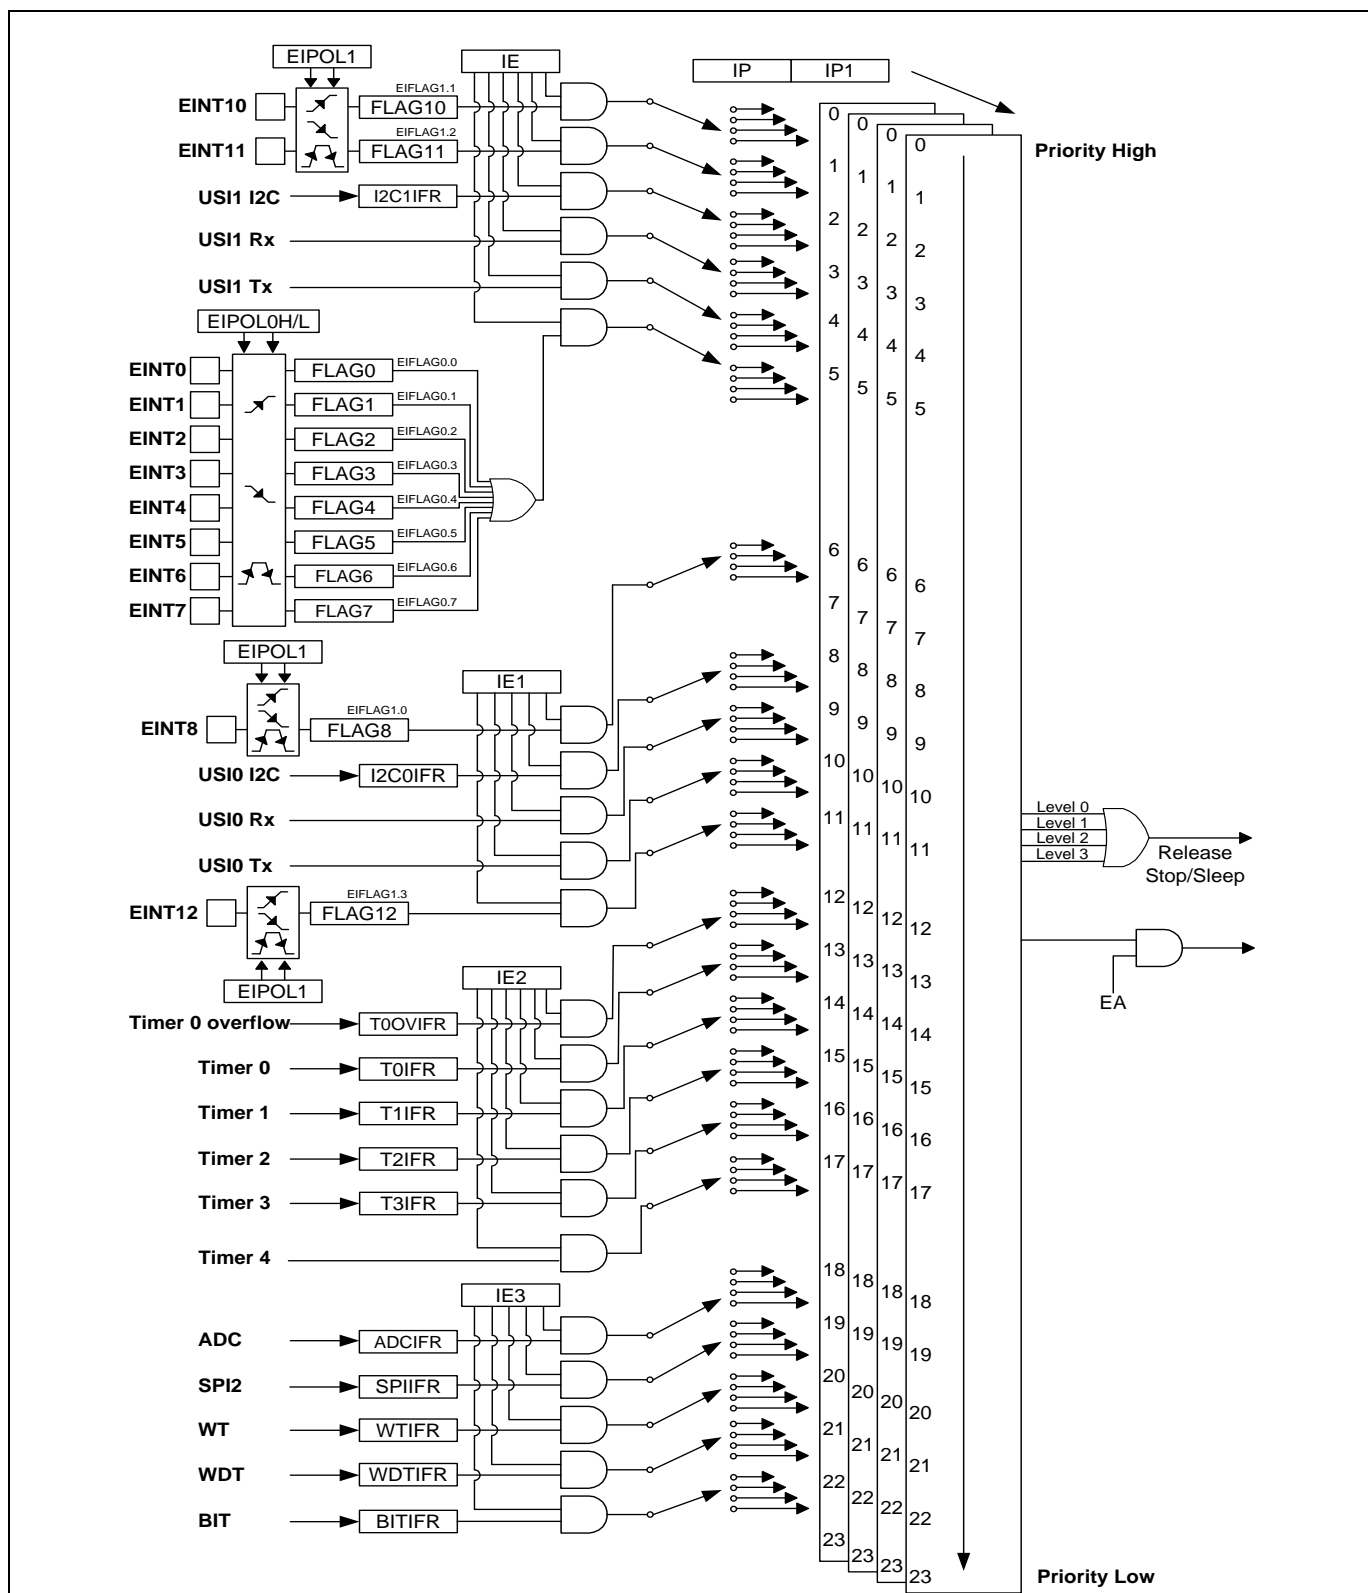 EIPOL1
IE
IP IP1
EINT10 EIFLAG1.1 FLAG10
EINT11 EIFLAG1.2 FLAG11
USI1 I2C I2C1IFR
USI1 Rx
USI1 Tx
Priority High
EIPOL0H/L
EINT0 FLAG0 EIFLAG0.0
EINT1 FLAG1 EIFLAG0.1
EINT2 FLAG2 EIFLAG0.2
EINT3 FLAG3 EIFLAG0.3
EINT4 FLAG4 EIFLAG0.4
EINT5 FLAG5 EIFLAG0.5
EINT6 FLAG6 EIFLAG0.6
EINT7 FLAG7 EIFLAG0.7
EIPOL1
IE1
EINT8 EIFLAG1.0 FLAG8
USI0 I2C I2C0IFR
USI0 Rx
USI0 Tx
EINT12 EIFLAG1.3 FLAG12
EIPOL1
IE2
Timer 0 overflow T0OVIFR
Timer 0 T0IFR
Timer 1 T1IFR
Timer 2 T2IFR
Timer 3 T3IFR
Timer 4
IE3
ADC ADCIFR
SPI2 SPIIFR
WT WTIFR
WDT WDTIFR
BIT BITIFR
0 0 0 0
1 1 1 1
2 2 2 2
3 3 3 3
4 4 4 4
5 5 5 5
6 6 6 6
7 7 7 7
8 8 8 8
9 9 9 9
10 10 10 10
11 11 11 11
12 12 12 12
13 13 13 13
14 14 14 14
15 15 15 15
16 16 16 16
17 17 17 17
18 18 18 18
19 19 19 19
20 20 20 20
21 21 21 21
22 22 22 22
23 23 23 23
Level 0
Level 1
Level 2
Level 3
Release
Stop/Sleep
EA
Priority Low